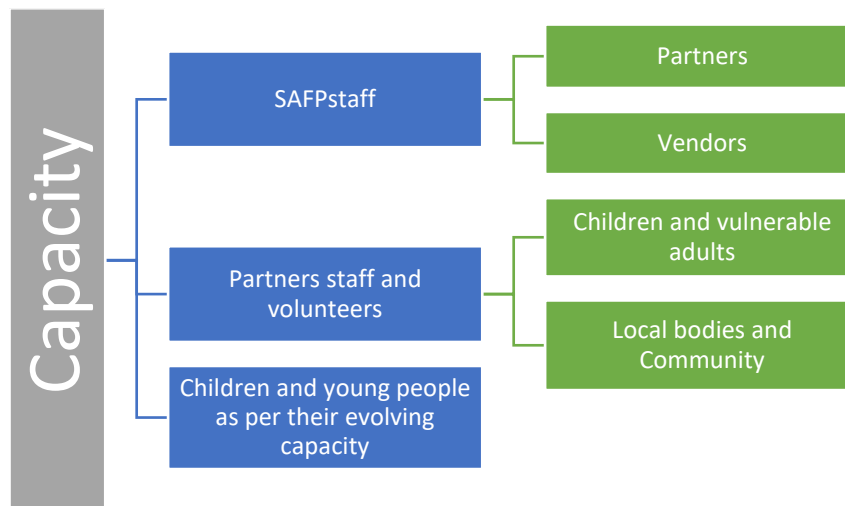 Capacity
SAFPstaff
Partners
Vendors
Partners staff and
volunteers
Children and vulnerable
adults
Local bodies and
Community
Children and young people
as per their evolving
capacity